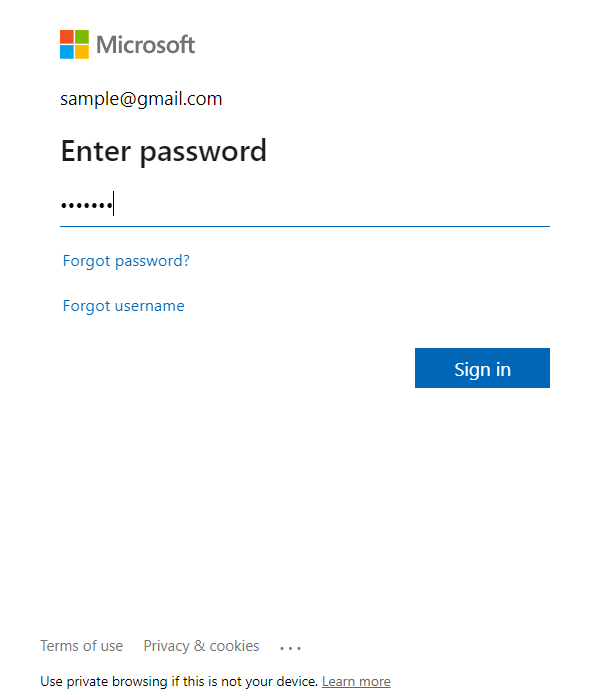 Microsoft
sample@gmail.com
Enter password
•••••••
Forgot password?
Forgot username
Sign in
Terms of use Privacy & cookies ...
Use private browsing if this is not your device. Learn more